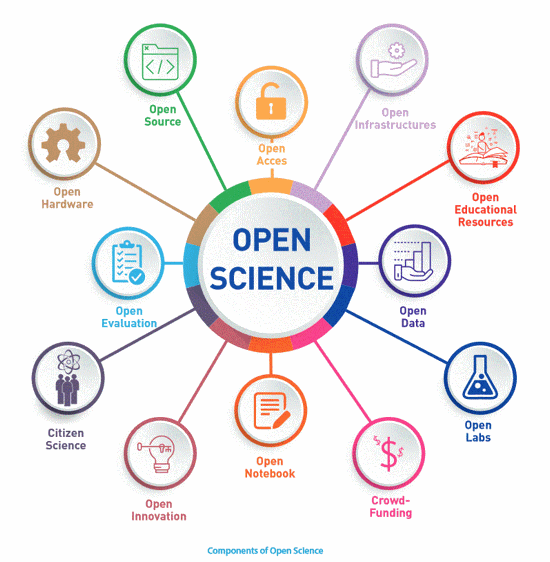 Open
Source
Open
Acces
Open
Infrastructures
Open
Hardware
Open
Educational
Resources
OPEN
SCIENCE
Open
Evaluation
Open
Data
Citizen
Science
Open
Labs
Open
Innovation
Open
Notebook
Crowd-
Funding
Components of Open Science